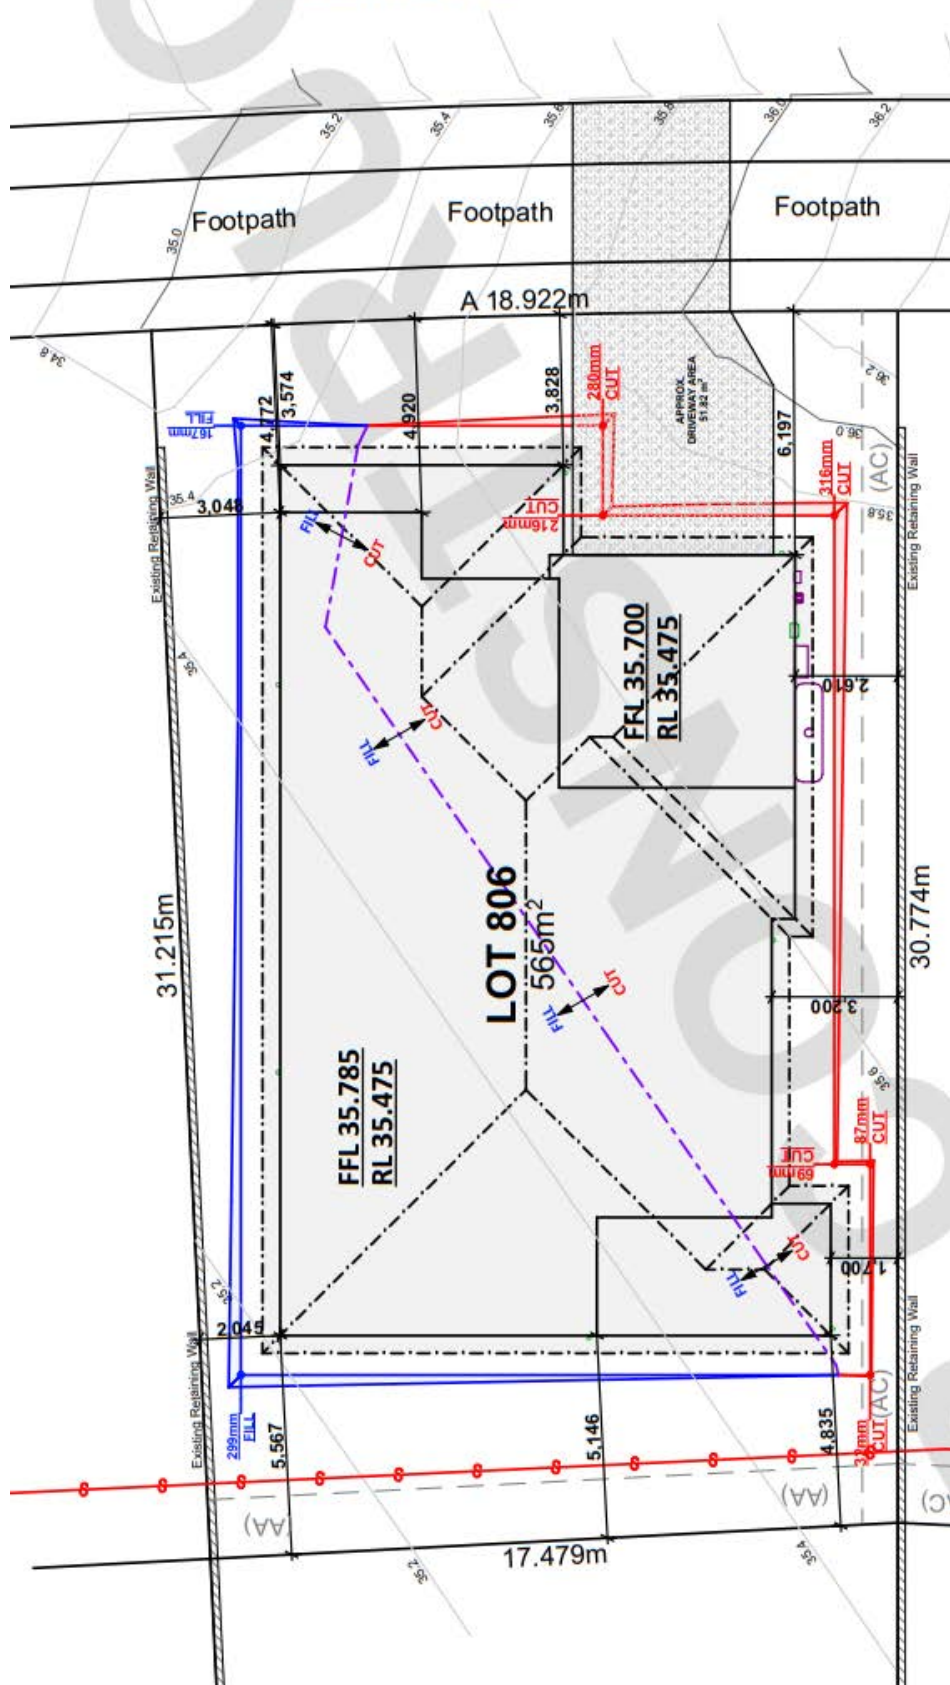 35.2
35.4
35.6
35.8
36.0
36.2
Footpath
Footpath
Footpath
35.0
A 18.922m
34.8
36.2
36.0
280mm
CUT
APPROX.
DRIVEWAY AREA
51.82 m²
167mm
FILL
4,772
3,574
4,920
3,828
6,197
316mm
CUT
(AC)
Existing Retaining Wall
35.4
3,048
216mm
CUT
35.8
Existing Retaining Wall
FILL
CUT
FFL 35.700
RL 35.475
35.4
2,610
FILL
CUT
LOT 806
565m²
31.215m
30.774m
FILL
CUT
3,200
FFL 35.785
RL 35.475
35.6
87mm
CUT
69mm
CUT
35.2
FILL
CUT
1,700
2,045
Existing Retaining Wall
Existing Retaining Wall
299mm
FILL
5,567
5,146
4,835
32mm
CUT
(AC)
S S S S S S S S S S
(AA)
(AA)
17.479m
35.2
35.4